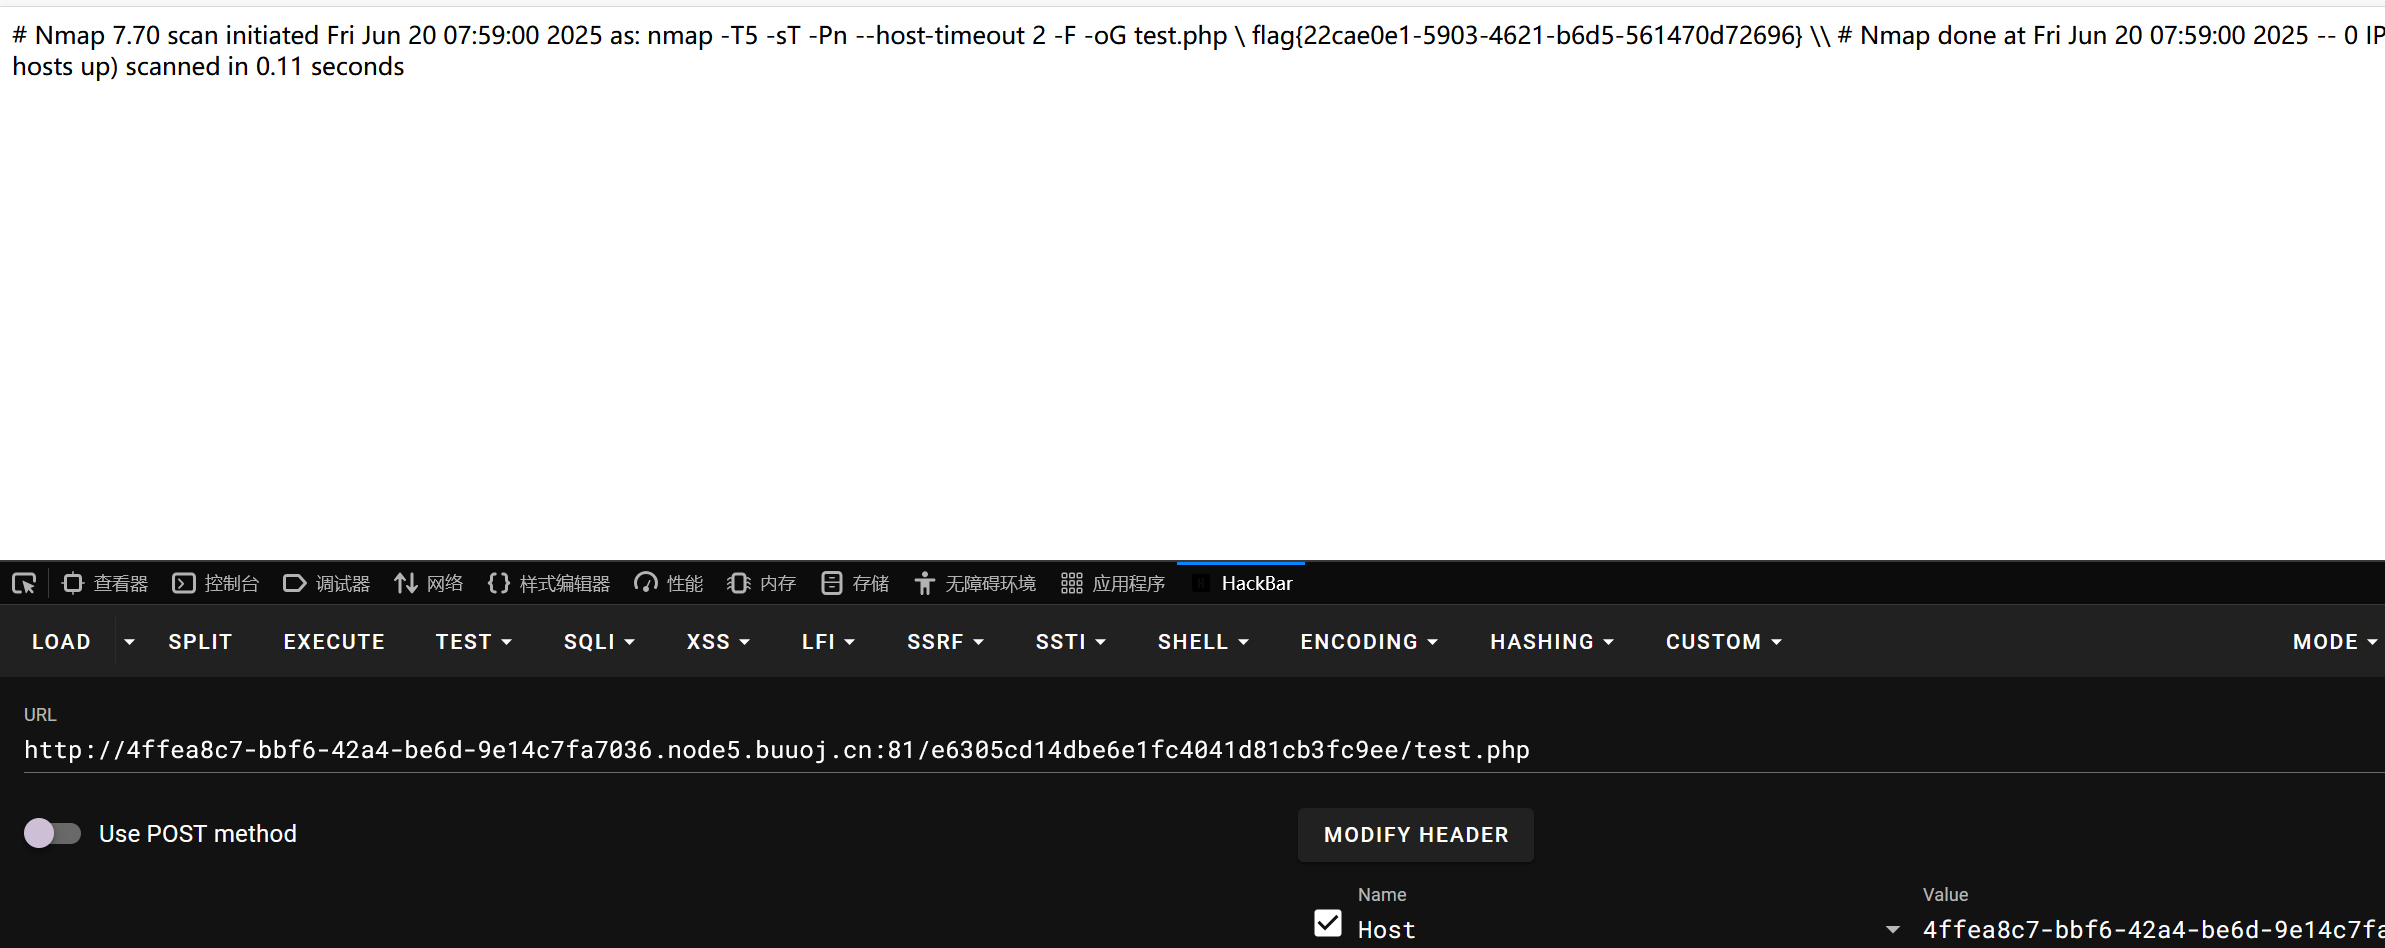 # Nmap 7.70 scan initiated Fri Jun 20 07:59:00 2025 as: nmap -T5 -sT -Pn --host-timeout 2 -F -oG test.php \ flag{22cae0e1-5903-4621-b6d5-561470d72696} \\ # Nmap done at Fri Jun 20 07:59:00 2025 -- 0 IP
hosts up) scanned in 0.11 seconds
查看器 控制台 调试器 网络 样式编辑器 性能 内存 存储 无障碍环境 应用程序 HackBar
LOAD SPLIT EXECUTE TEST SQLI XSS LFI SSRF SSTI SHELL ENCODING HASHING CUSTOM MODE
URL
http://4ffea8c7-bbf6-42a4-be6d-9e14c7fa7036.node5.buuoj.cn:81/e6305cd14dbe6e1fc4041d81cb3fc9ee/test.php
Use POST method MODIFY HEADER
Name Value
Host 4ffea8c7-bbf6-42a4-be6d-9e14c7fa